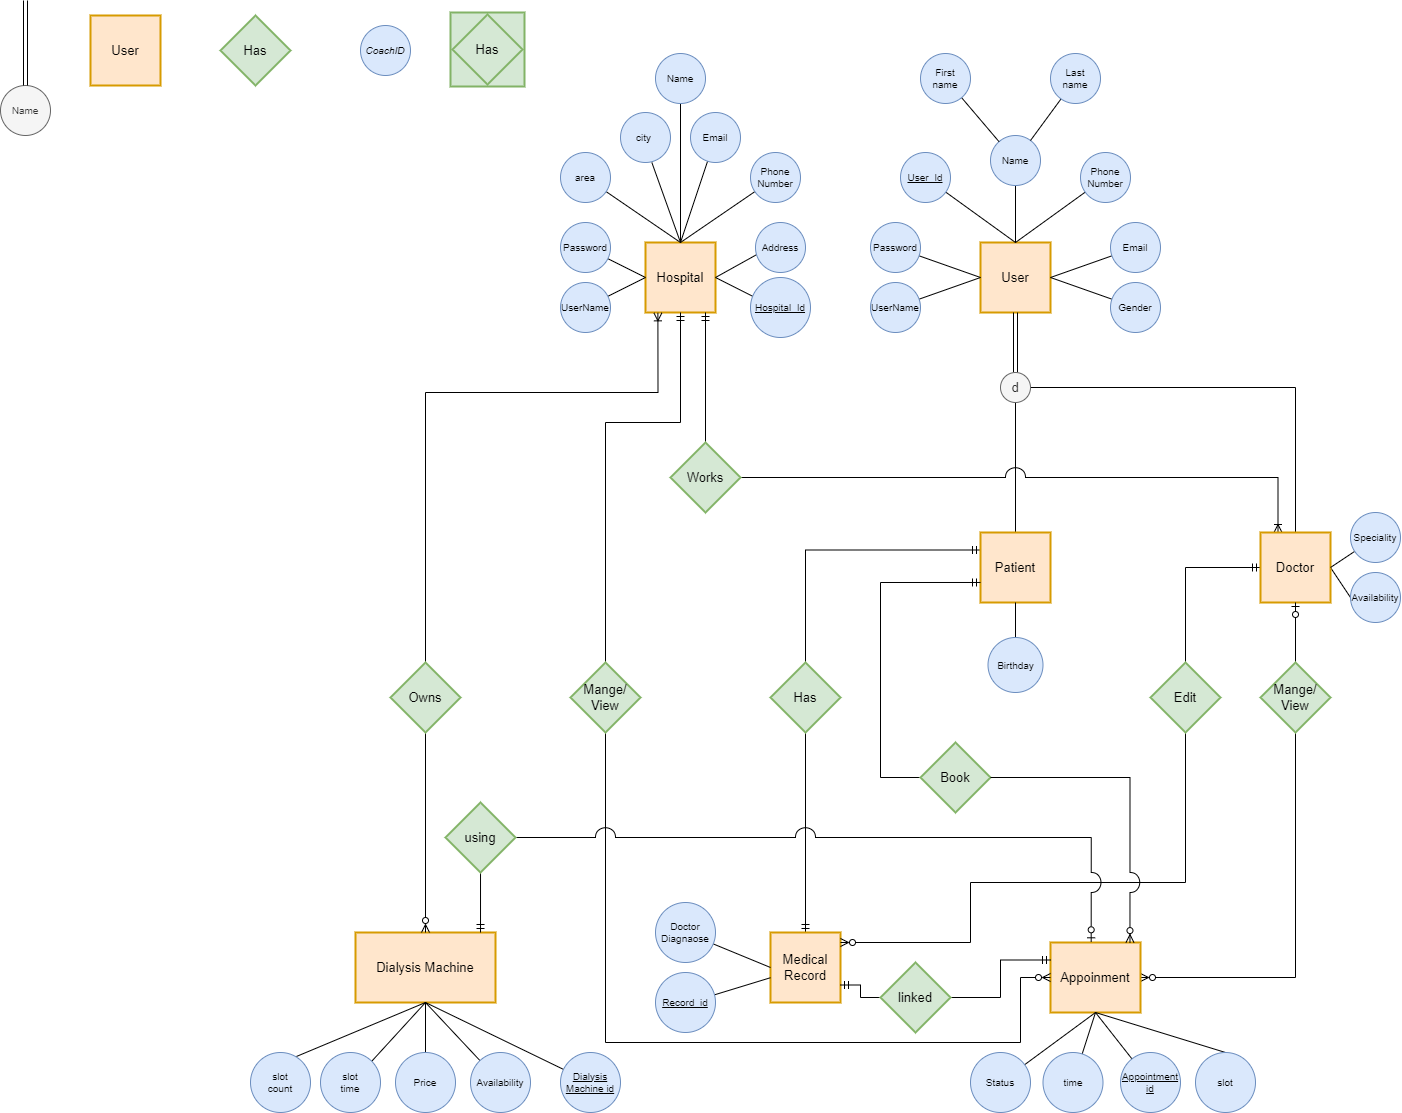 Name
User
Has
CoachID
Has
Name
city
Email
area
Phone
Number
Password
Address
UserName
Hospital
Hospital_Id
First
name
Last
name
Name
User_Id
Phone
Number
Password
Email
UserName
User
Gender
d
Works
Patient
Doctor
Speciality
Availability
Birthday
Owns
Mange/
View
Has
Edit
Mange/
View
Book
using
Doctor
Diagnaose
Record_id
Medical
Record
linked
Dialysis Machine
Appoinment
slot
count
slot
time
Price
Availability
Dialysis
Machine id
Status
time
Appointment
id
slot